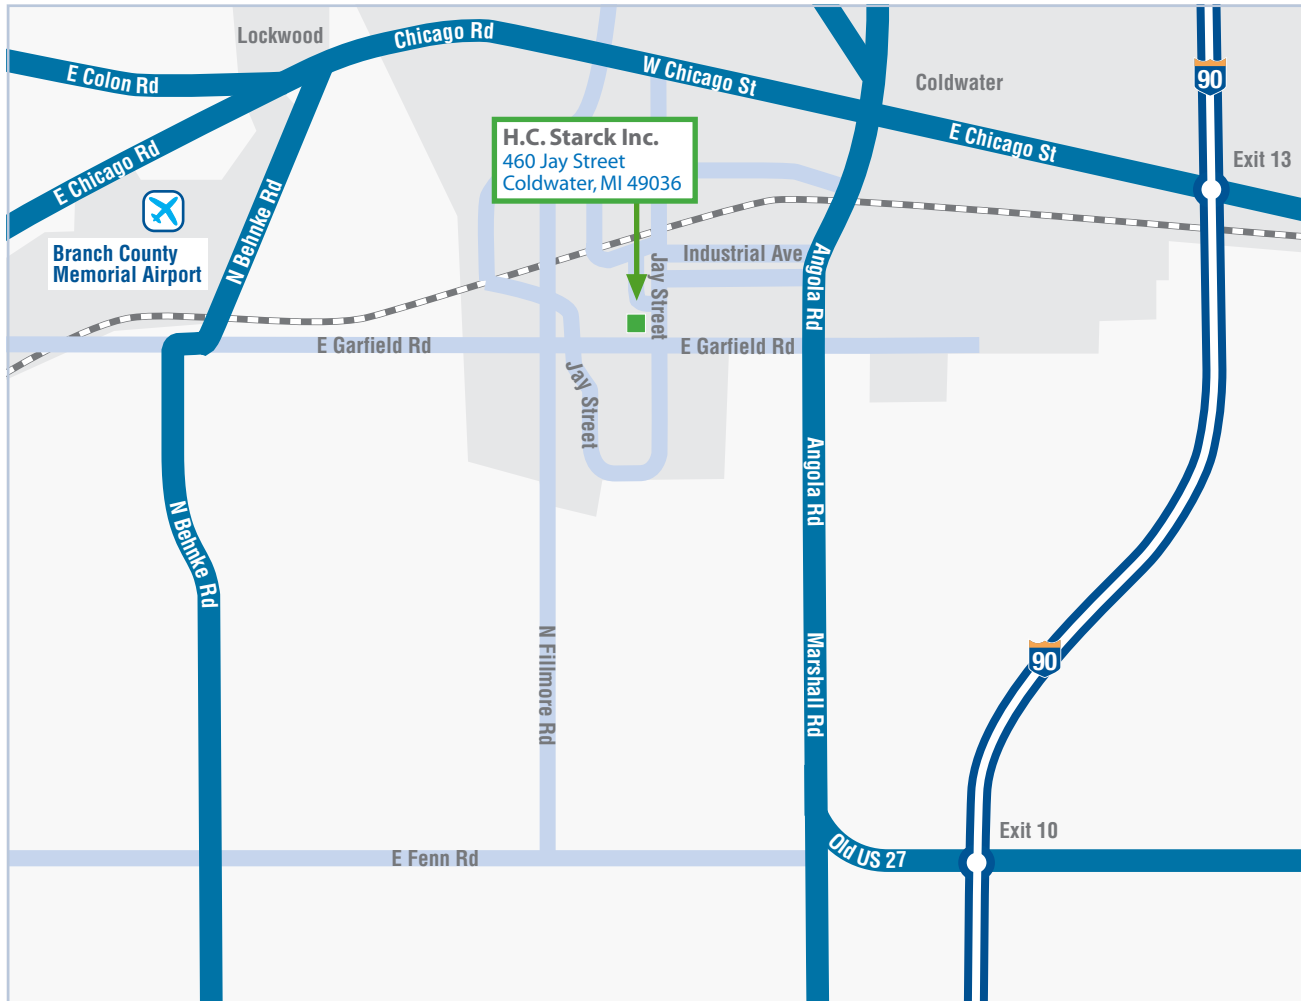 Lockwood
Chicago Rd
E Colon Rd
W Chicago St
Coldwater
90
E Chicago St
Exit 13
H.C. Starck Inc.
460 Jay Street
Coldwater, MI 49036
E Chicago Rd
N Behnke Rd
Branch County
Memorial Airport
Industrial Ave
Jay Street
Angola Rd
E Garfield Rd
E Garfield Rd
Jay Street
Angola Rd
N Behnke Rd
N Fillmore Rd
Marshall Rd
90
Exit 10
Old US 27
E Fenn Rd